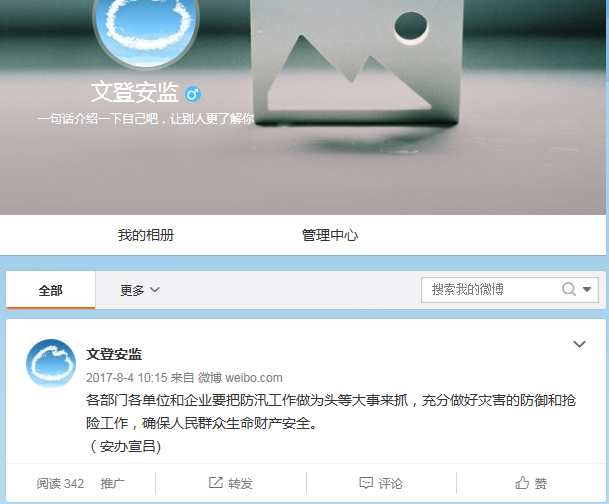 文登安监
一句话介绍一下自己吧，让别人更了解你
我的相册 管理中心
全部 更多 搜索我的微博
文登安监
2017-8-4 10:15 来自 微博 weibo.com
各部门各单位和企业要把防汛工作做为头等大事来抓，充分做好灾害的防御和抢
险工作，确保人民群众生命财产安全。
（安办宣吕）
阅读 342 推广 转发 评论 赞